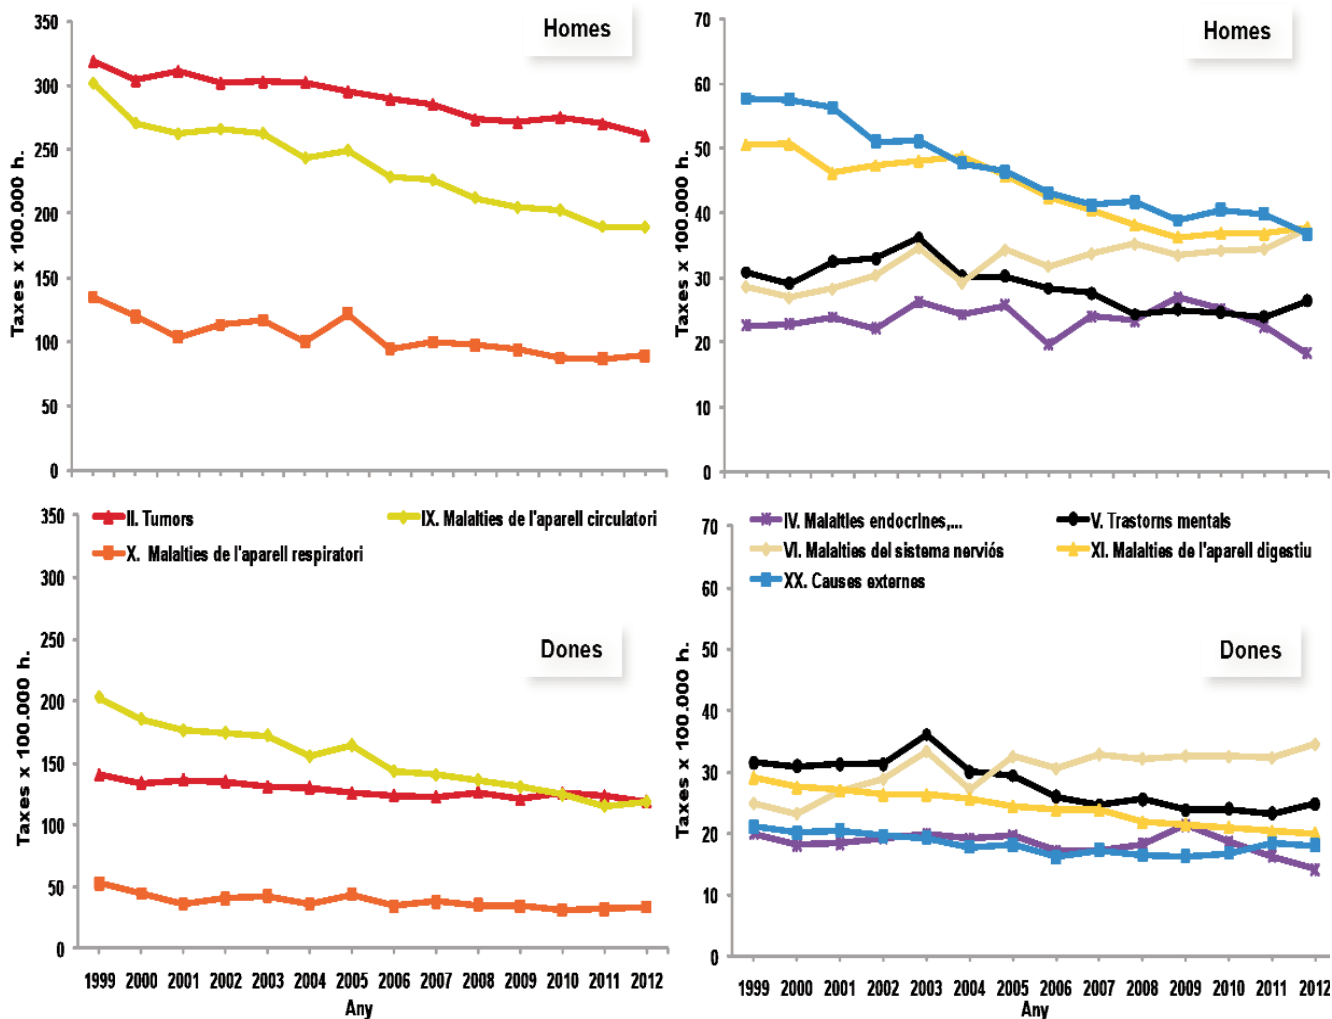 Homes
350
300
250
200
150
100
50
0
Taxes x 100.000 h.
Homes
70
60
50
40
30
20
10
0
Taxes x 100.000 h.
II. Tumors
IX. Malalties de l'aparell circulatori
X. Malalties de l'aparell respiratori
Dones
350
300
250
200
150
100
50
0
Taxes x 100.000 h.
1999 2000 2001 2002 2003 2004 2005 2006 2007 2008 2009 2010 2011 2012
Any
IV. Malalties endocrines,...
V. Trastorns mentals
VI. Malalties del sistema nerviós
XI. Malalties de l'aparell digestiu
XX. Causes externes
Dones
70
60
50
40
30
20
10
0
Taxes x 100.000 h.
1999 2000 2001 2002 2003 2004 2005 2006 2007 2008 2009 2010 2011 2012
Any